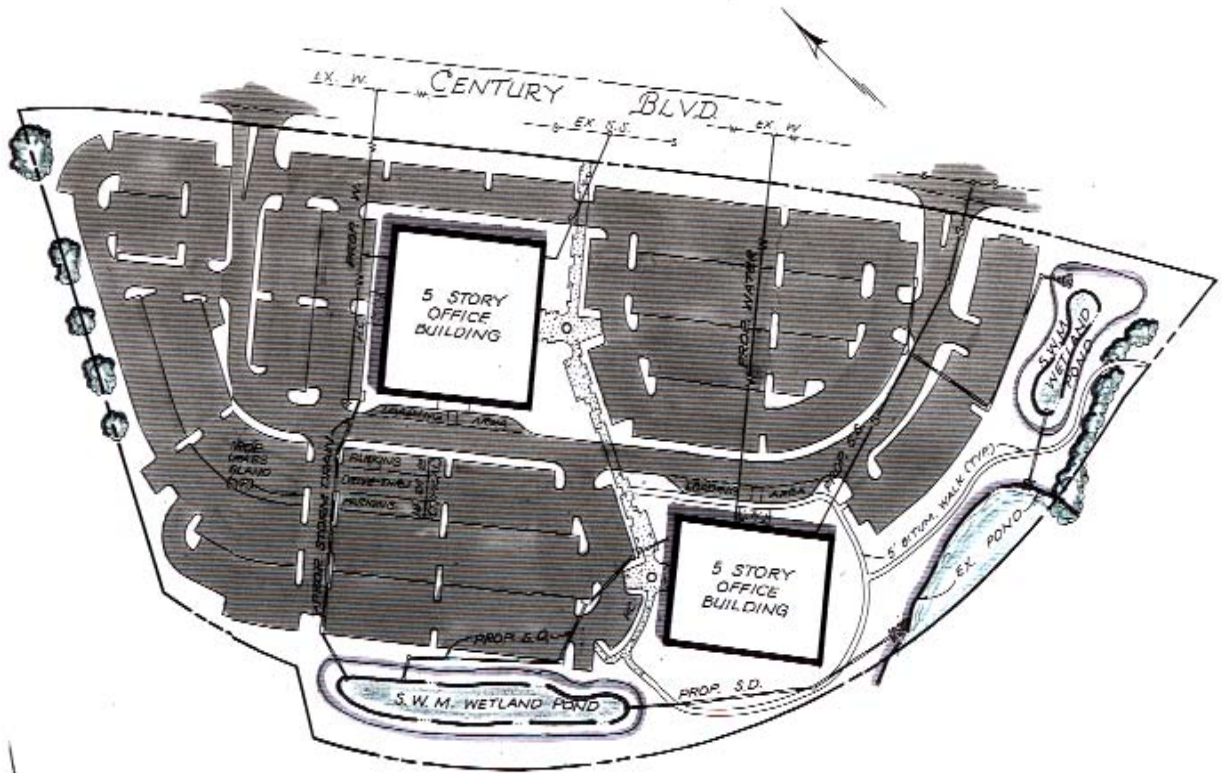 CENTURY BLVD.
EX. W.
EX. S.S.
EX. W.
PROP. W.
5 STORY
OFFICE
BUILDING
LOADING AREA
PROP. WATER
S.W.M.
WETLAND
POND
PROP. STORM DRAIN
PARKING
DRIVE-THRU
PARKING
LOADING AREA
5' BITUM. WALK (TYP.)
EX. POND
5 STORY
OFFICE
BUILDING
S.W.M. WETLAND POND
PROP. S.D.